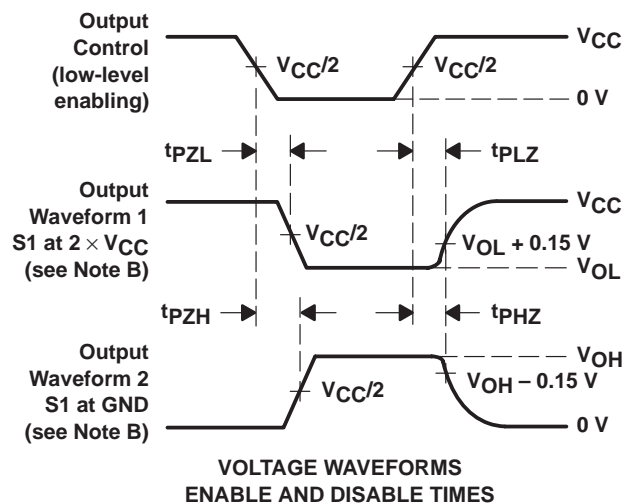 Output
Control
(low-level
enabling)
VCC/2
VCC/2
VCC
0 V
tPZL
tPLZ
Output
Waveform 1
S1 at 2 × VCC
(see Note B)
VCC/2
VCC
VOL + 0.15 V
VOL
tPZH
tPHZ
Output
Waveform 2
S1 at GND
(see Note B)
VCC/2
VOH
VOH – 0.15 V
0 V
VOLTAGE WAVEFORMS
ENABLE AND DISABLE TIMES